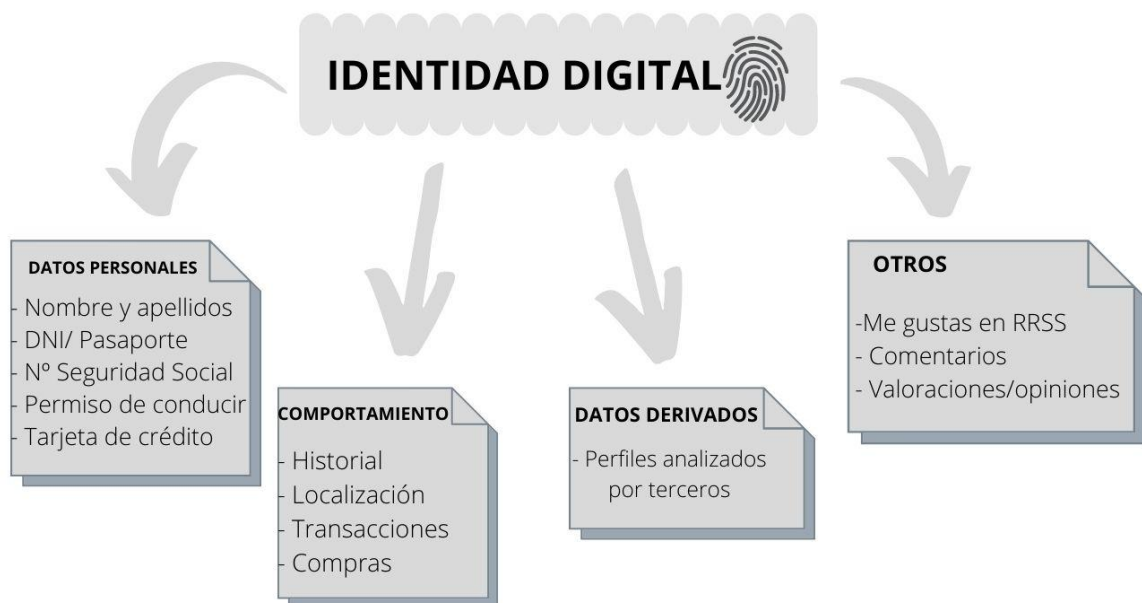 IDENTIDAD DIGITAL
DATOS PERSONALES
- Nombre y apellidos
- DNI/ Pasaporte
- Nº Seguridad Social
- Permiso de conducir
- Tarjeta de crédito
COMPORTAMIENTO
- Historial
- Localización
- Transacciones
- Compras
DATOS DERIVADOS
- Perfiles analizados
por terceros
OTROS
-Me gustas en RRSS
- Comentarios
- Valoraciones/opiniones